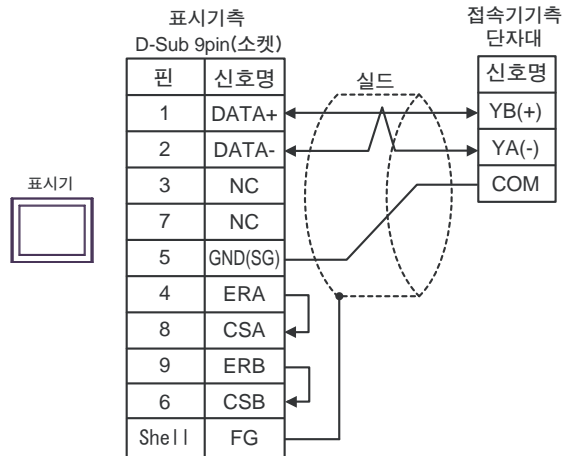 표시기측
D-Sub 9pin(소켓)
접속기기측
단자대
핀 신호명
실드
신호명
1 DATA+
YB(+)
2 DATA-
YA(-)
표시기
3 NC
COM
7 NC
5 GND(SG)
4 ERA
8 CSA
9 ERB
6 CSB
Shell FG